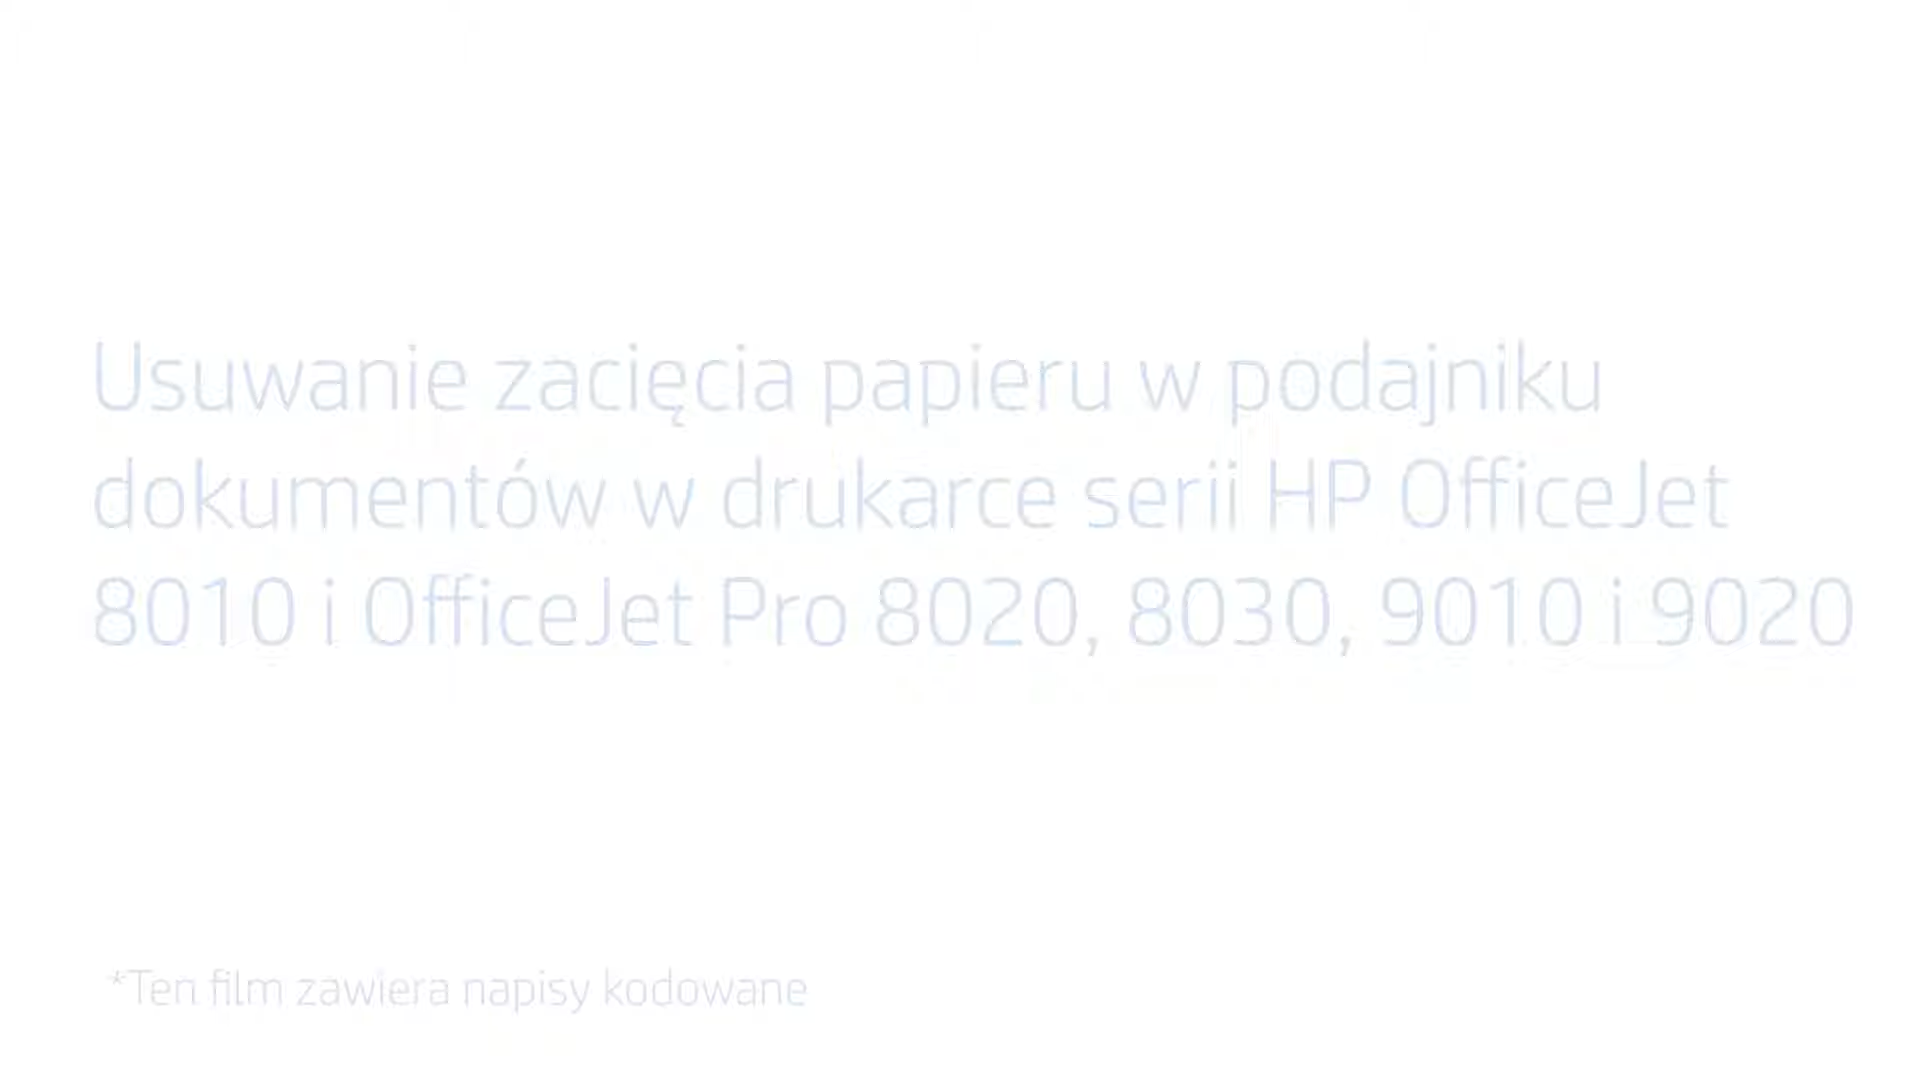 Usuwanie zacięcia papieru w podajniku
dokumentów w drukarce serii HP OfficeJet
8010 i OfficeJet Pro 8020, 8030, 9010 i 9020
*Ten film zawiera napisy kodowane